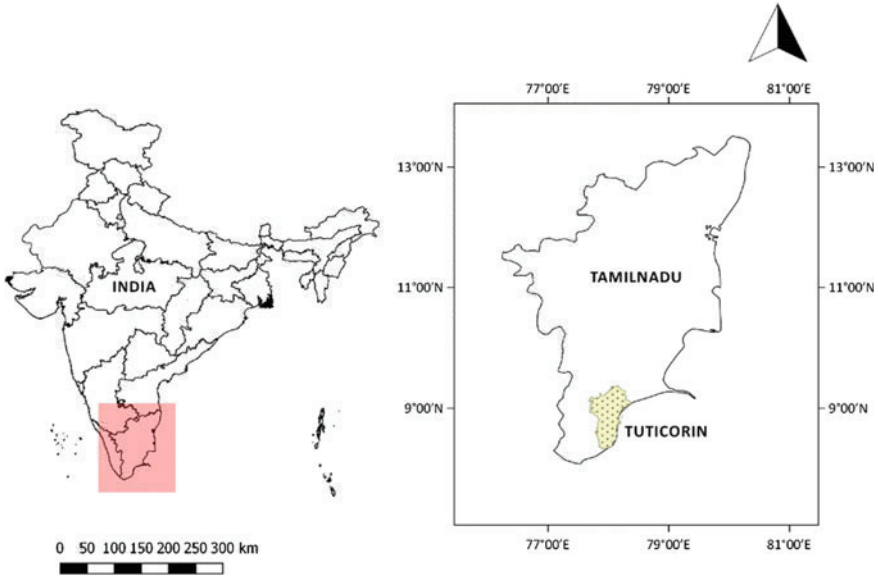 77°00'E 79°00'E 81°00'E
13°00'N 13°00'N
INDIA
TAMILNADU
11°00'N 11°00'N
9°00'N 9°00'N
TUTICORIN
77°00'E 79°00'E 81°00'E
0 50 100 150 200 250 300 km